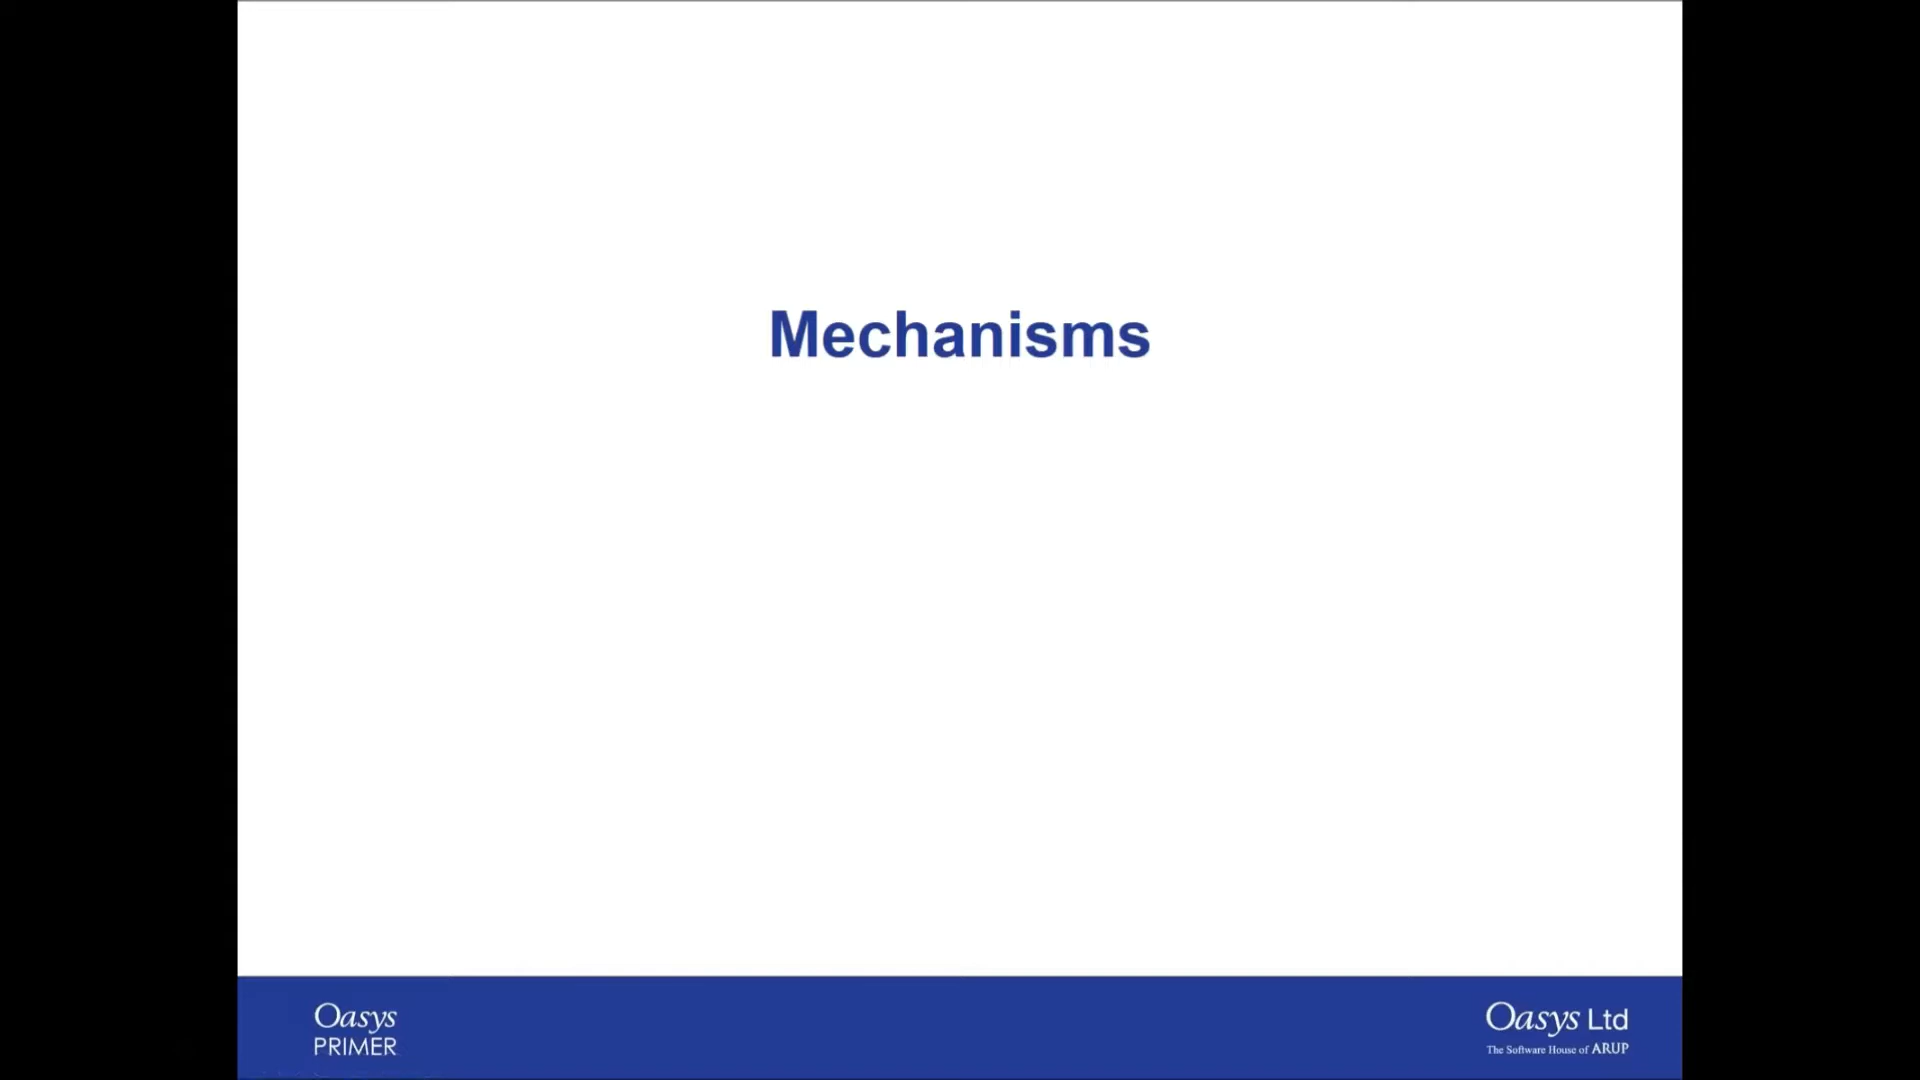 Mechanisms
Oasys
PRIMER
Oasys Ltd
The Software House of ARUP